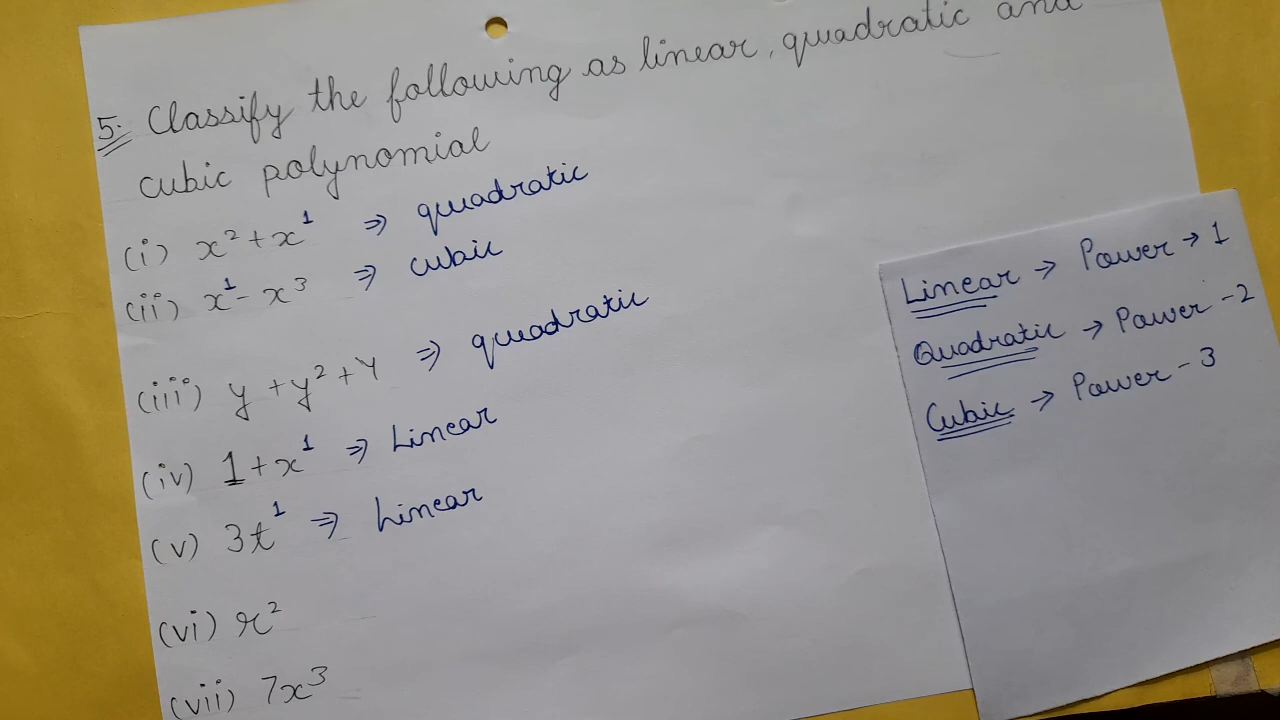 5. Classify the following as linear, quadratic and
cubic polynomial
(i) x² + x¹ ⇒ quadratic
(ii) x¹ - x³ ⇒ cubic
(iii) y + y² + 4 ⇒ quadratic
(iv) 1 + x¹ ⇒ Linear
(v) 3t¹ ⇒ Linear
(vi) r²
(vii) 7x³
Linear → Power → 1
Quadratic → Power - 2
Cubic → Power - 3